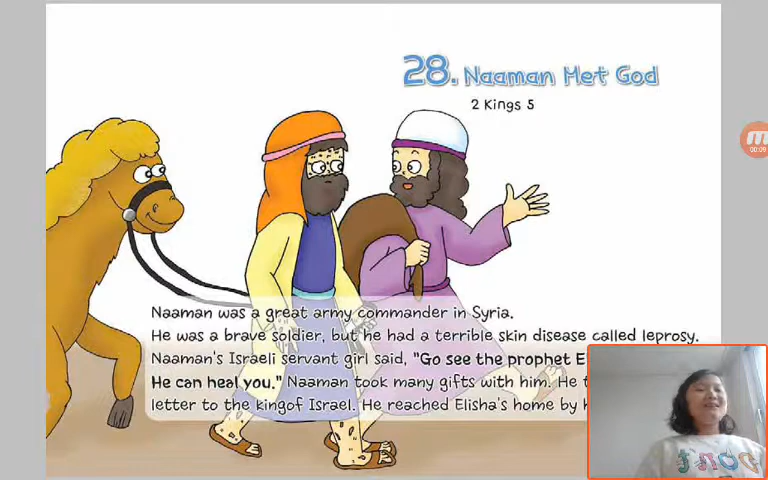 28. Naaman Met God
2 Kings 5
Naaman was a great army commander in Syria.
He was a brave soldier, but he had a terrible skin disease called leprosy.
Naaman's Israeli servant girl said, "Go see the prophet
He can heal you." Naaman took many gifts with him. He
letter to the kingof Israel. He reached Elisha's home by
00:09